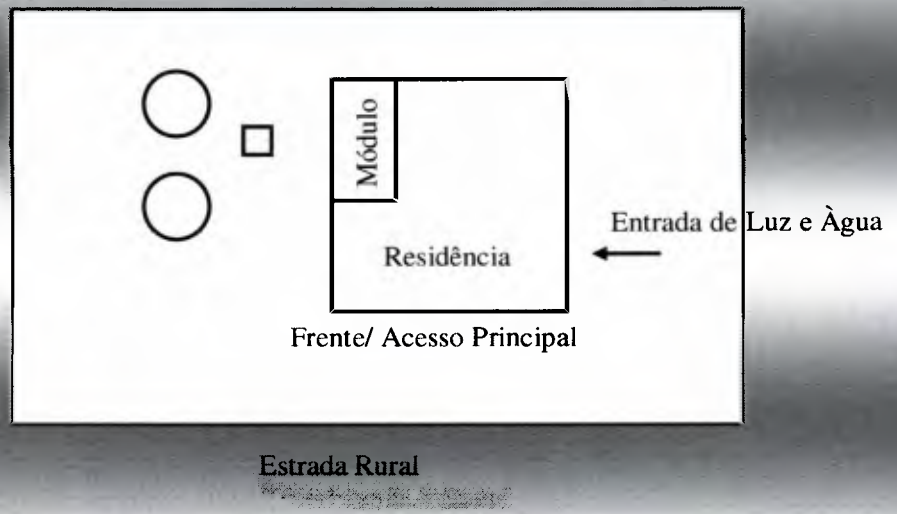 Módulo
Entrada de Luz e Àgua
Residência
Frente/ Acesso Principal
Estrada Rural